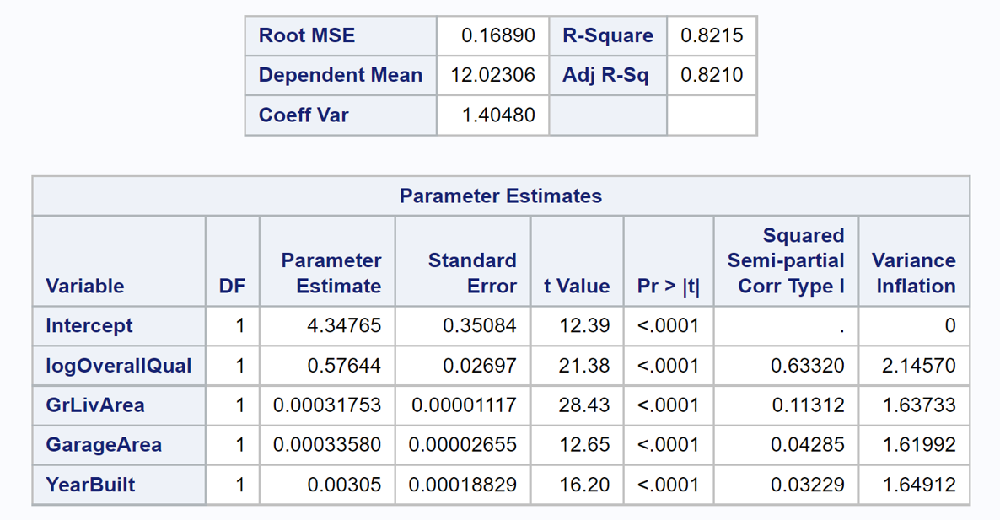 Root MSE 0.16890 R-Square 0.8215
Dependent Mean 12.02306 Adj R-Sq 0.8210
Coeff Var 1.40480
Parameter Estimates
Variable DF Parameter Estimate Standard Error t Value Pr > |t| Squared Semi-partial Corr Type I Variance Inflation
Intercept 1 4.34765 0.35084 12.39 <.0001 . 0
logOverallQual 1 0.57644 0.02697 21.38 <.0001 0.63320 2.14570
GrLivArea 1 0.00031753 0.00001117 28.43 <.0001 0.11312 1.63733
GarageArea 1 0.00033580 0.00002655 12.65 <.0001 0.04285 1.61992
YearBuilt 1 0.00305 0.00018829 16.20 <.0001 0.03229 1.64912